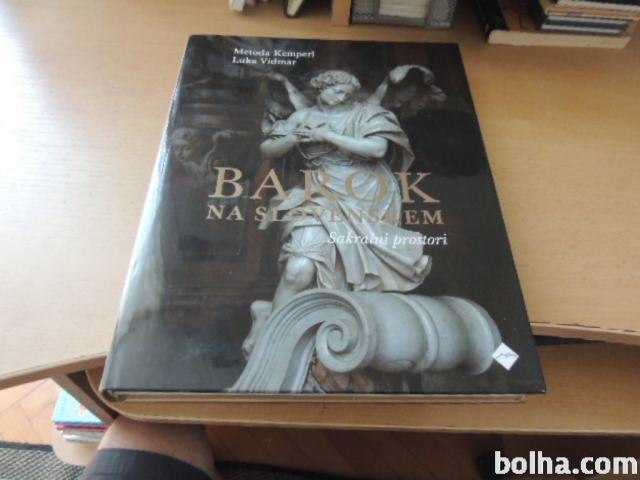 Metoda Kemperl
Luka Vidmar
BAROK
NA SLOVENSKEM
Sakralni prostori
bolha.com